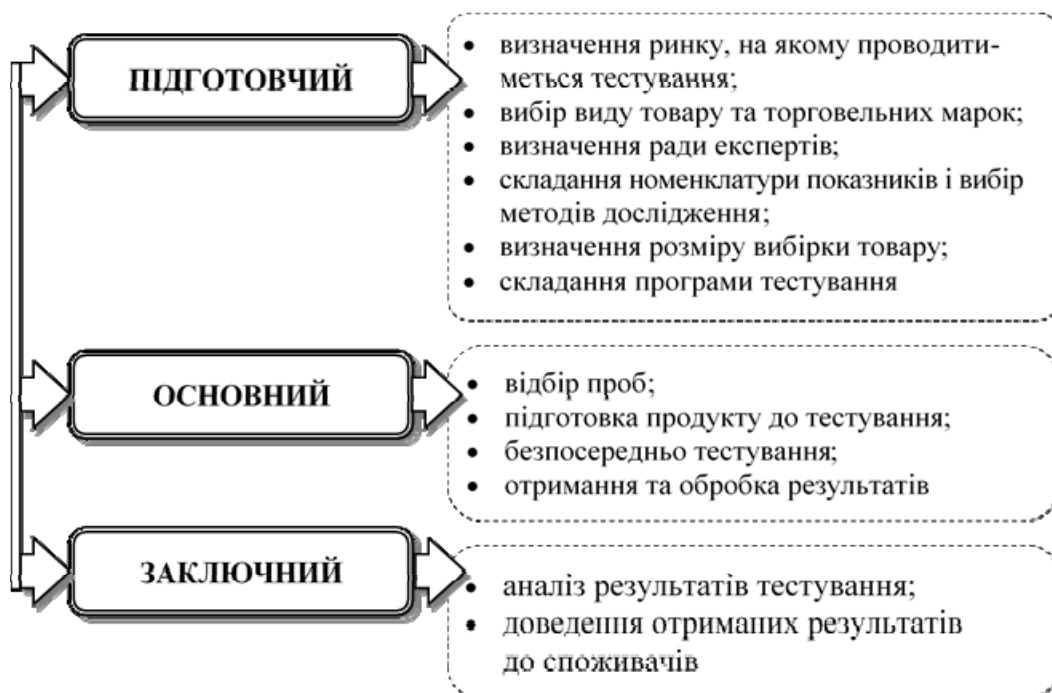 ПІДГОТОВЧИЙ
• визначення ринку, на якому проводити-
меться тестування;
• вибір виду товару та торговельних марок;
• визначення ради експертів;
• складання номенклатури показників і вибір
методів дослідження;
• визначення розміру вибірки товару;
• складання програми тестування
ОСНОВНИЙ
• відбір проб;
• підготовка продукту до тестування;
• безпосередньо тестування;
• отримання та обробка результатів
ЗАКЛЮЧНИЙ
• аналіз результатів тестування;
• доведення отриманих результатів
до споживачів